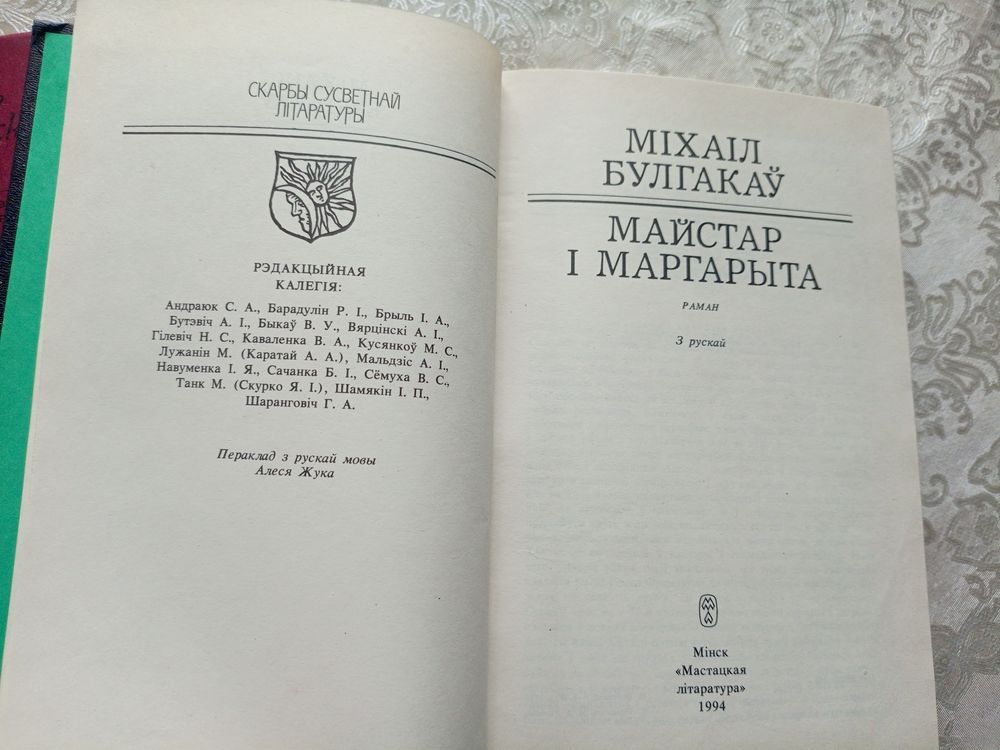 СКАРБЫ СУСВЕТНАЙ
ЛІТАРАТУРЫ
РЭДАКЦЫЙНАЯ
КАЛЕГІЯ:
Андраюк С. А., Барадулін Р. І., Брыль І. А.,
Бутэвіч А. І., Быкаў В. У., Вярцінскі А. І.,
Гілевіч Н. С., Каваленка В. А., Кусянкоў М. С.,
Лужанін М. (Каратай А. А.), Мальдзіс А. І.,
Навуменка І. Я., Сачанка Б. І., Сёмуха В. С.,
Танк М. (Скурко Я. І.), Шамякін І. П.,
Шаранговіч Г. А.
Пераклад з рускай мовы
Алеся Жука
МІХАІЛ
БУЛГАКАЎ
МАЙСТАР
І МАРГАРЫТА
РАМАН
З рускай
Мінск
«Мастацкая
літаратура»
1994